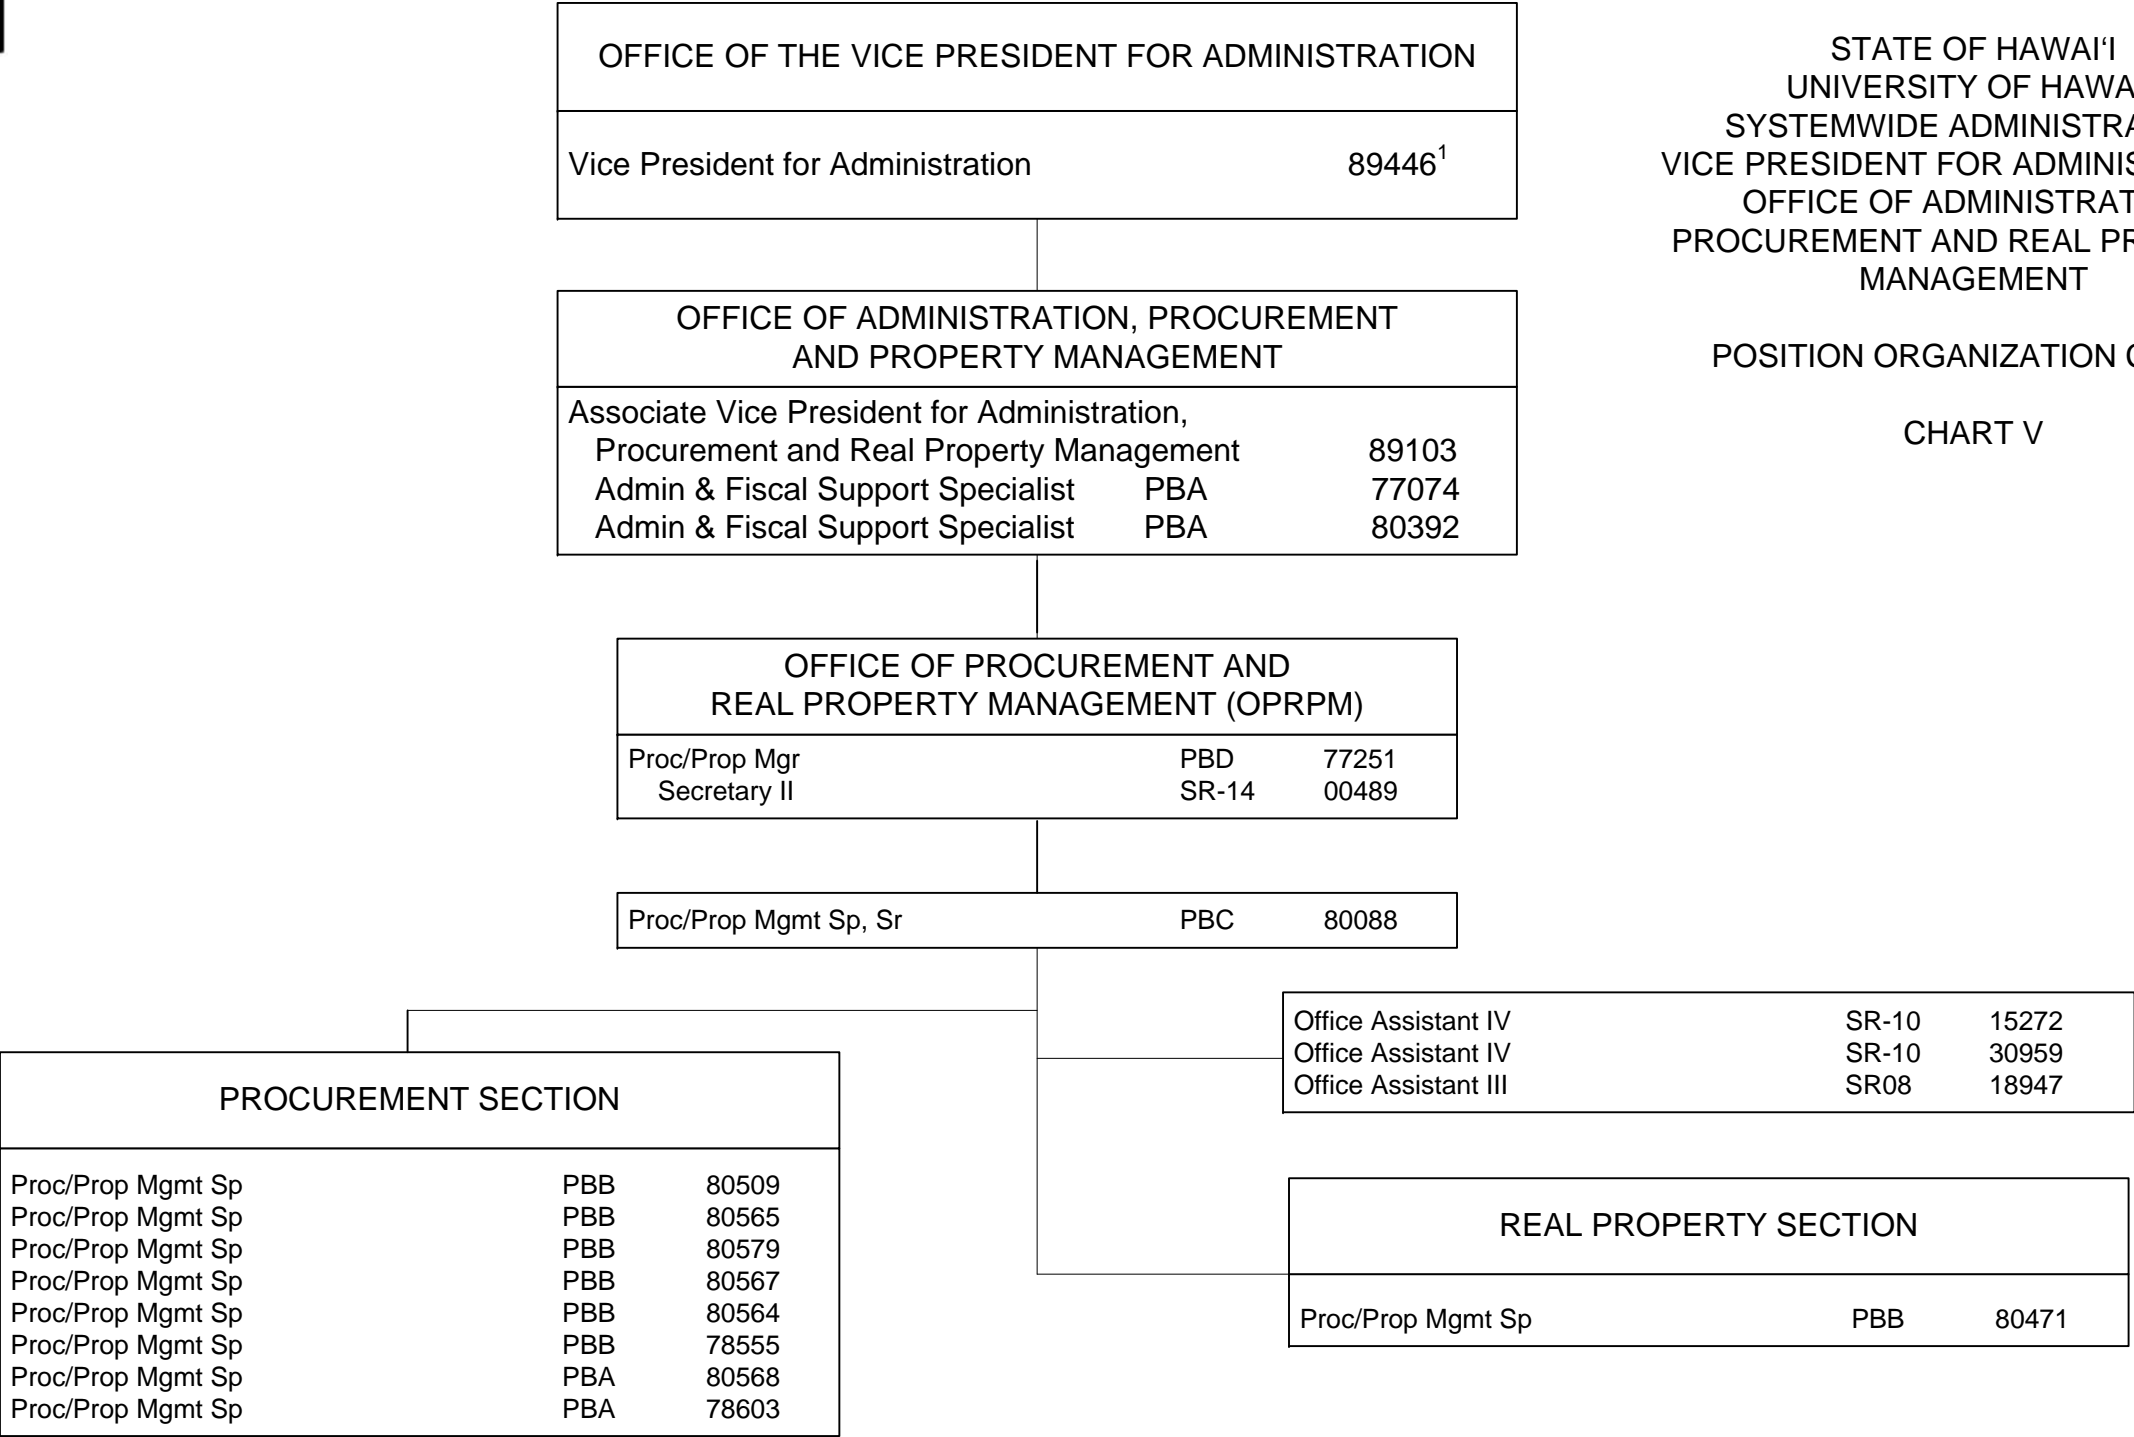 OFFICE OF THE VICE PRESIDENT FOR ADMINISTRATION
Vice President for Administration 89446¹
STATE OF HAWAI‘I
UNIVERSITY OF
SYSTEMWIDE
VICE PRESIDENT FOR
OFFICE OF
PROCUREMENT AND REAL
MANAGEMENT
POSITION ORGANIZATION
CHART V
OFFICE OF ADMINISTRATION, PROCUREMENT
AND PROPERTY MANAGEMENT
Associate Vice President for Administration,
Procurement and Real Property Management 89103
Admin & Fiscal Support Specialist PBA 77074
Admin & Fiscal Support Specialist PBA 80392
OFFICE OF PROCUREMENT AND
REAL PROPERTY MANAGEMENT (OPRPM)
Proc/Prop Mgr PBD 77251
Secretary II SR-14 00489
Proc/Prop Mgmt Sp, Sr PBC 80088
Office Assistant IV SR-10 15272
Office Assistant IV SR-10 30959
Office Assistant III SR08 18947
PROCUREMENT SECTION
Proc/Prop Mgmt Sp PBB 80509
Proc/Prop Mgmt Sp PBB 80565
Proc/Prop Mgmt Sp PBB 80579
Proc/Prop Mgmt Sp PBB 80567
Proc/Prop Mgmt Sp PBB 80564
Proc/Prop Mgmt Sp PBB 78555
Proc/Prop Mgmt Sp PBA 80568
Proc/Prop Mgmt Sp PBA 78603
REAL PROPERTY SECTION
Proc/Prop Mgmt Sp PBB 80471